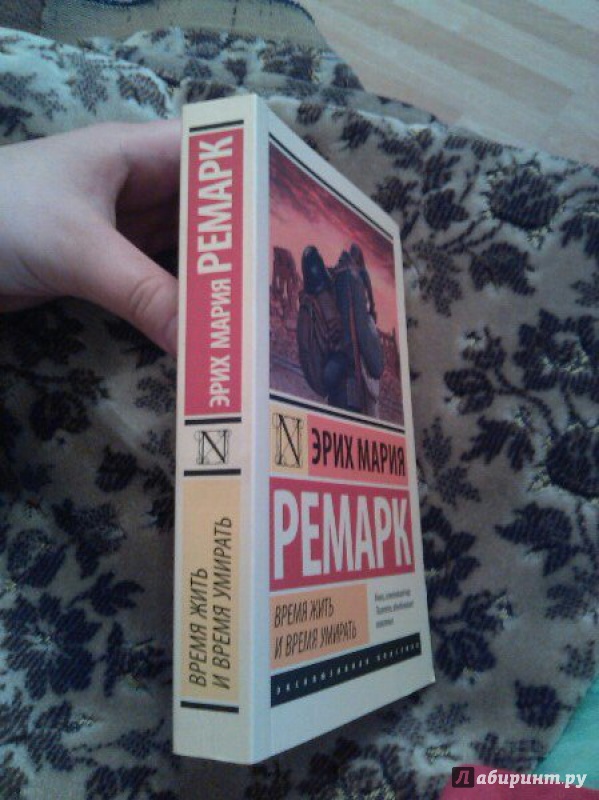 ЭРИХ МАРИЯ РЕМАРК
N
ВРЕМЯ ЖИТЬ
И ВРЕМЯ УМИРАТЬ
N
ЭРИХ МАРИЯ
РЕМАРК
ВРЕМЯ ЖИТЬ
И ВРЕМЯ УМИРАТЬ
ЭКСКЛЮЗИВНАЯ КЛАССИКА
Лабиринт.ру